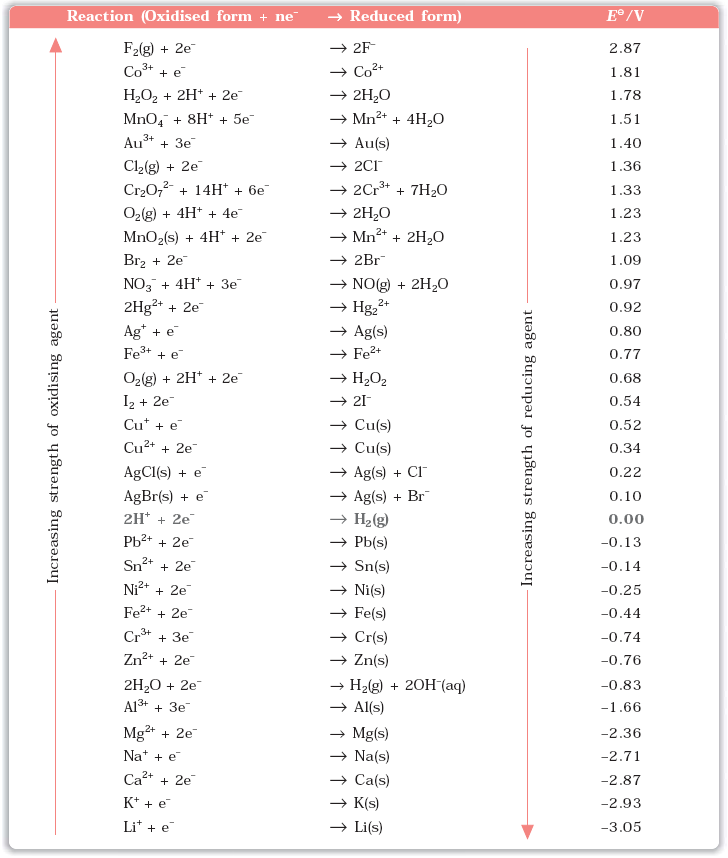 Reaction (Oxidised form + ne⁻ → Reduced form) E⊖/V
F₂(g) + 2e⁻ → 2F⁻ 2.87
Co³⁺ + e⁻ → Co²⁺ 1.81
H₂O₂ + 2H⁺ + 2e⁻ → 2H₂O 1.78
MnO₄⁻ + 8H⁺ + 5e⁻ → Mn²⁺ + 4H₂O 1.51
Au³⁺ + 3e⁻ → Au(s) 1.40
Cl₂(g) + 2e⁻ → 2Cl⁻ 1.36
Cr₂O₇²⁻ + 14H⁺ + 6e⁻ → 2Cr³⁺ + 7H₂O 1.33
O₂(g) + 4H⁺ + 4e⁻ → 2H₂O 1.23
MnO₂(s) + 4H⁺ + 2e⁻ → Mn²⁺ + 2H₂O 1.23
Br₂ + 2e⁻ → 2Br⁻ 1.09
NO₃⁻ + 4H⁺ + 3e⁻ → NO(g) + 2H₂O 0.97
2Hg²⁺ + 2e⁻ → Hg₂²⁺ 0.92
Ag⁺ + e⁻ → Ag(s) 0.80
Fe³⁺ + e⁻ → Fe²⁺ 0.77
O₂(g) + 2H⁺ + 2e⁻ → H₂O₂ 0.68
I₂ + 2e⁻ → 2I⁻ 0.54
Cu⁺ + e⁻ → Cu(s) 0.52
Cu²⁺ + 2e⁻ → Cu(s) 0.34
AgCl(s) + e⁻ → Ag(s) + Cl⁻ 0.22
AgBr(s) + e⁻ → Ag(s) + Br⁻ 0.10
2H⁺ + 2e⁻ → H₂(g) 0.00
Pb²⁺ + 2e⁻ → Pb(s) –0.13
Sn²⁺ + 2e⁻ → Sn(s) –0.14
Ni²⁺ + 2e⁻ → Ni(s) –0.25
Fe²⁺ + 2e⁻ → Fe(s) –0.44
Cr³⁺ + 3e⁻ → Cr(s) –0.74
Zn²⁺ + 2e⁻ → Zn(s) –0.76
2H₂O + 2e⁻ → H₂(g) + 2OH⁻(aq) –0.83
Al³⁺ + 3e⁻ → Al(s) –1.66
Mg²⁺ + 2e⁻ → Mg(s) –2.36
Na⁺ + e⁻ → Na(s) –2.71
Ca²⁺ + 2e⁻ → Ca(s) –2.87
K⁺ + e⁻ → K(s) –2.93
Li⁺ + e⁻ → Li(s) –3.05
Increasing strength of oxidising agent
Increasing strength of reducing agent